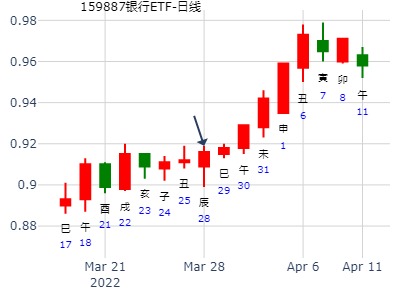 159887银行ETF-日线
0.98
0.96
0.94
0.92
0.9
0.88
巳
17
午
18
酉
21
戌
22
亥
23
子
24
丑
25
辰
28
巳
29
午
30
未
31
申
1
丑
6
寅
7
卯
8
午
11
Mar 21
2022
Mar 28
Apr 6
Apr 11